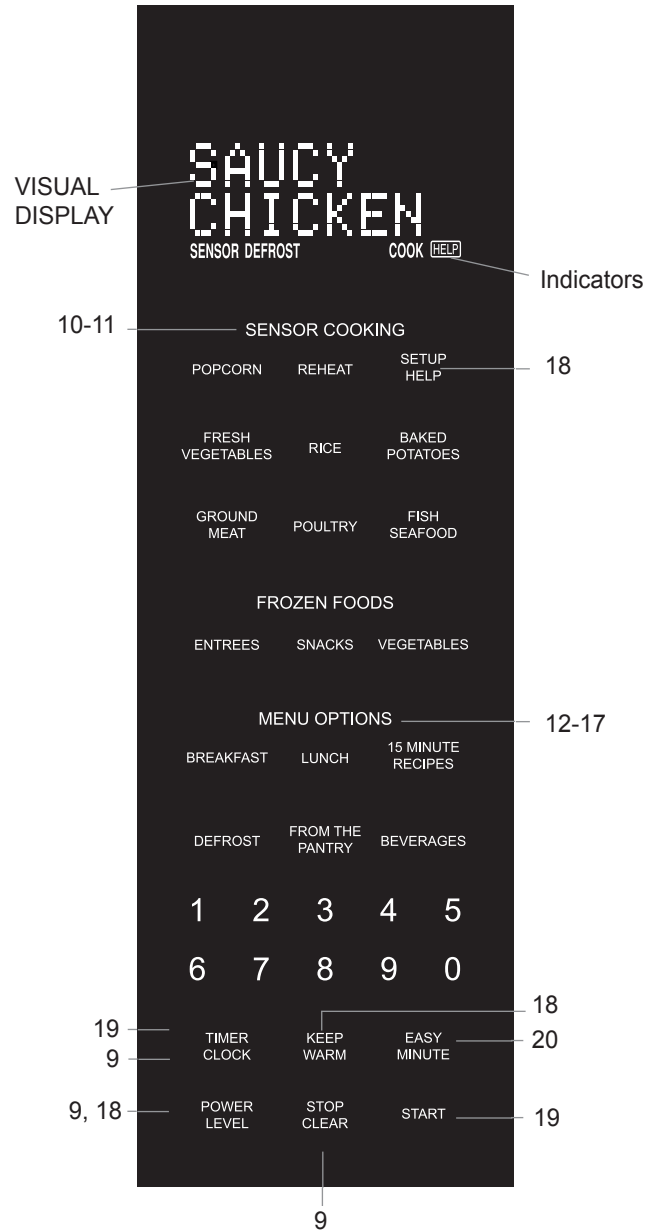 SAUCY
CHICKEN
VISUAL
DISPLAY
SENSOR DEFROST COOK HELP
Indicators
10-11
SENSOR COOKING
POPCORN REHEAT SETUP
HELP
18
FRESH
VEGETABLES
RICE
BAKED
POTATOES
GROUND
MEAT
POULTRY
FISH
SEAFOOD
FROZEN FOODS
ENTREES SNACKS VEGETABLES
MENU OPTIONS
12-17
BREAKFAST LUNCH 15 MINUTE
RECIPES
DEFROST FROM THE
PANTRY
BEVERAGES
1 2 3 4 5
6 7 8 9 0
18
19
9
TIMER
CLOCK
KEEP
WARM
EASY
MINUTE
20
9, 18
POWER
LEVEL
STOP
CLEAR
START
19
9